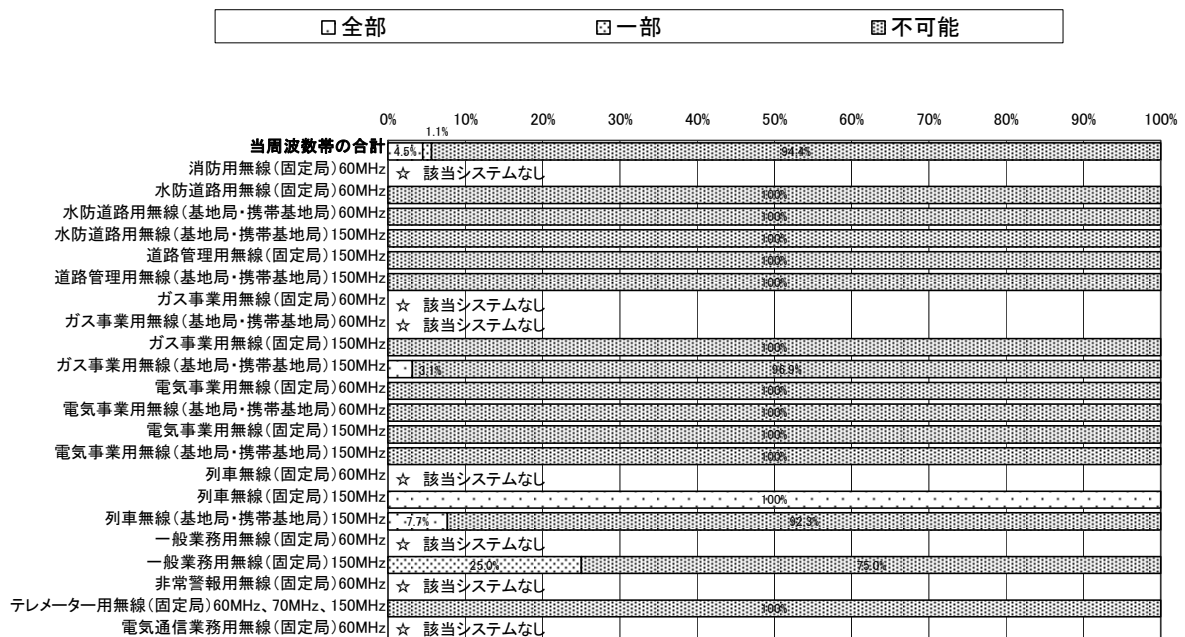 全部 一部 不可能
0% 10% 20% 30% 40% 50% 60% 70% 80% 90% 100%
1.1%
当周波数帯の合計 4.5% 94.4%
消防用無線(固定局)60MHz ☆ 該当システムなし
水防道路用無線(固定局)60MHz 100%
水防道路用無線(基地局・携帯基地局)60MHz 100%
水防道路用無線(基地局・携帯基地局)150MHz 100%
道路管理用無線(固定局)150MHz 100%
道路管理用無線(基地局・携帯基地局)150MHz 100%
ガス事業用無線(固定局)60MHz ☆ 該当システムなし
ガス事業用無線(基地局・携帯基地局)60MHz ☆ 該当システムなし
ガス事業用無線(固定局)150MHz 100%
ガス事業用無線(基地局・携帯基地局)150MHz 3.1% 96.9%
電気事業用無線(固定局)60MHz 100%
電気事業用無線(基地局・携帯基地局)60MHz 100%
電気事業用無線(固定局)150MHz 100%
電気事業用無線(基地局・携帯基地局)150MHz 100%
列車無線(固定局)60MHz ☆ 該当システムなし
列車無線(固定局)150MHz 100%
列車無線(基地局・携帯基地局)150MHz 7.7% 92.3%
一般業務用無線(固定局)60MHz ☆ 該当システムなし
一般業務用無線(固定局)150MHz 25.0% 75.0%
非常警報用無線(固定局)60MHz ☆ 該当システムなし
テレメーター用無線(固定局)60MHz、70MHz、150MHz 100%
電気通信業務用無線(固定局)60MHz ☆ 該当システムなし